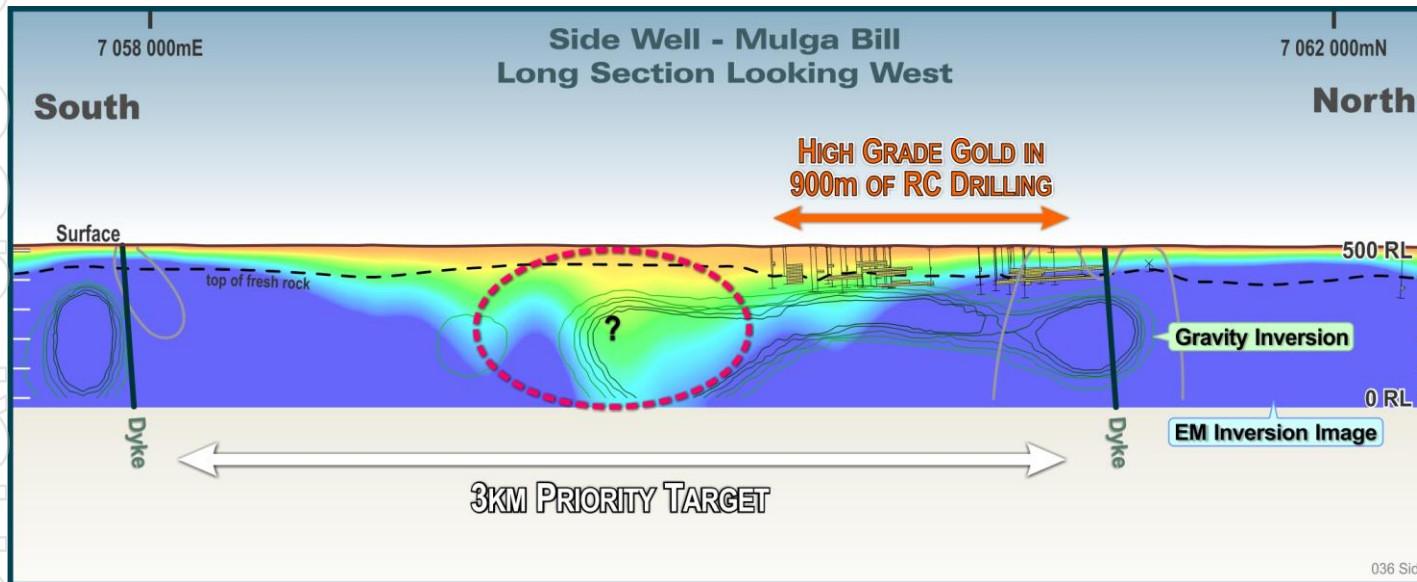 7 058 000mE
Side Well - Mulga Bill
Long Section Looking West
7 062 000mN
South
North
HIGH GRADE GOLD IN
900m OF RC DRILLING
Surface
500 RL
top of fresh rock
?
Gravity Inversion
0 RL
EM Inversion Image
Dyke
Dyke
3KM PRIORITY TARGET
036 Sid